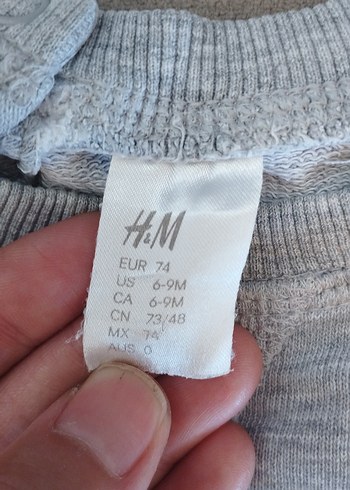 H&M
EUR 74
US 6-9M
CA 6-9M
CN 73/48
MX 74
AUS 0